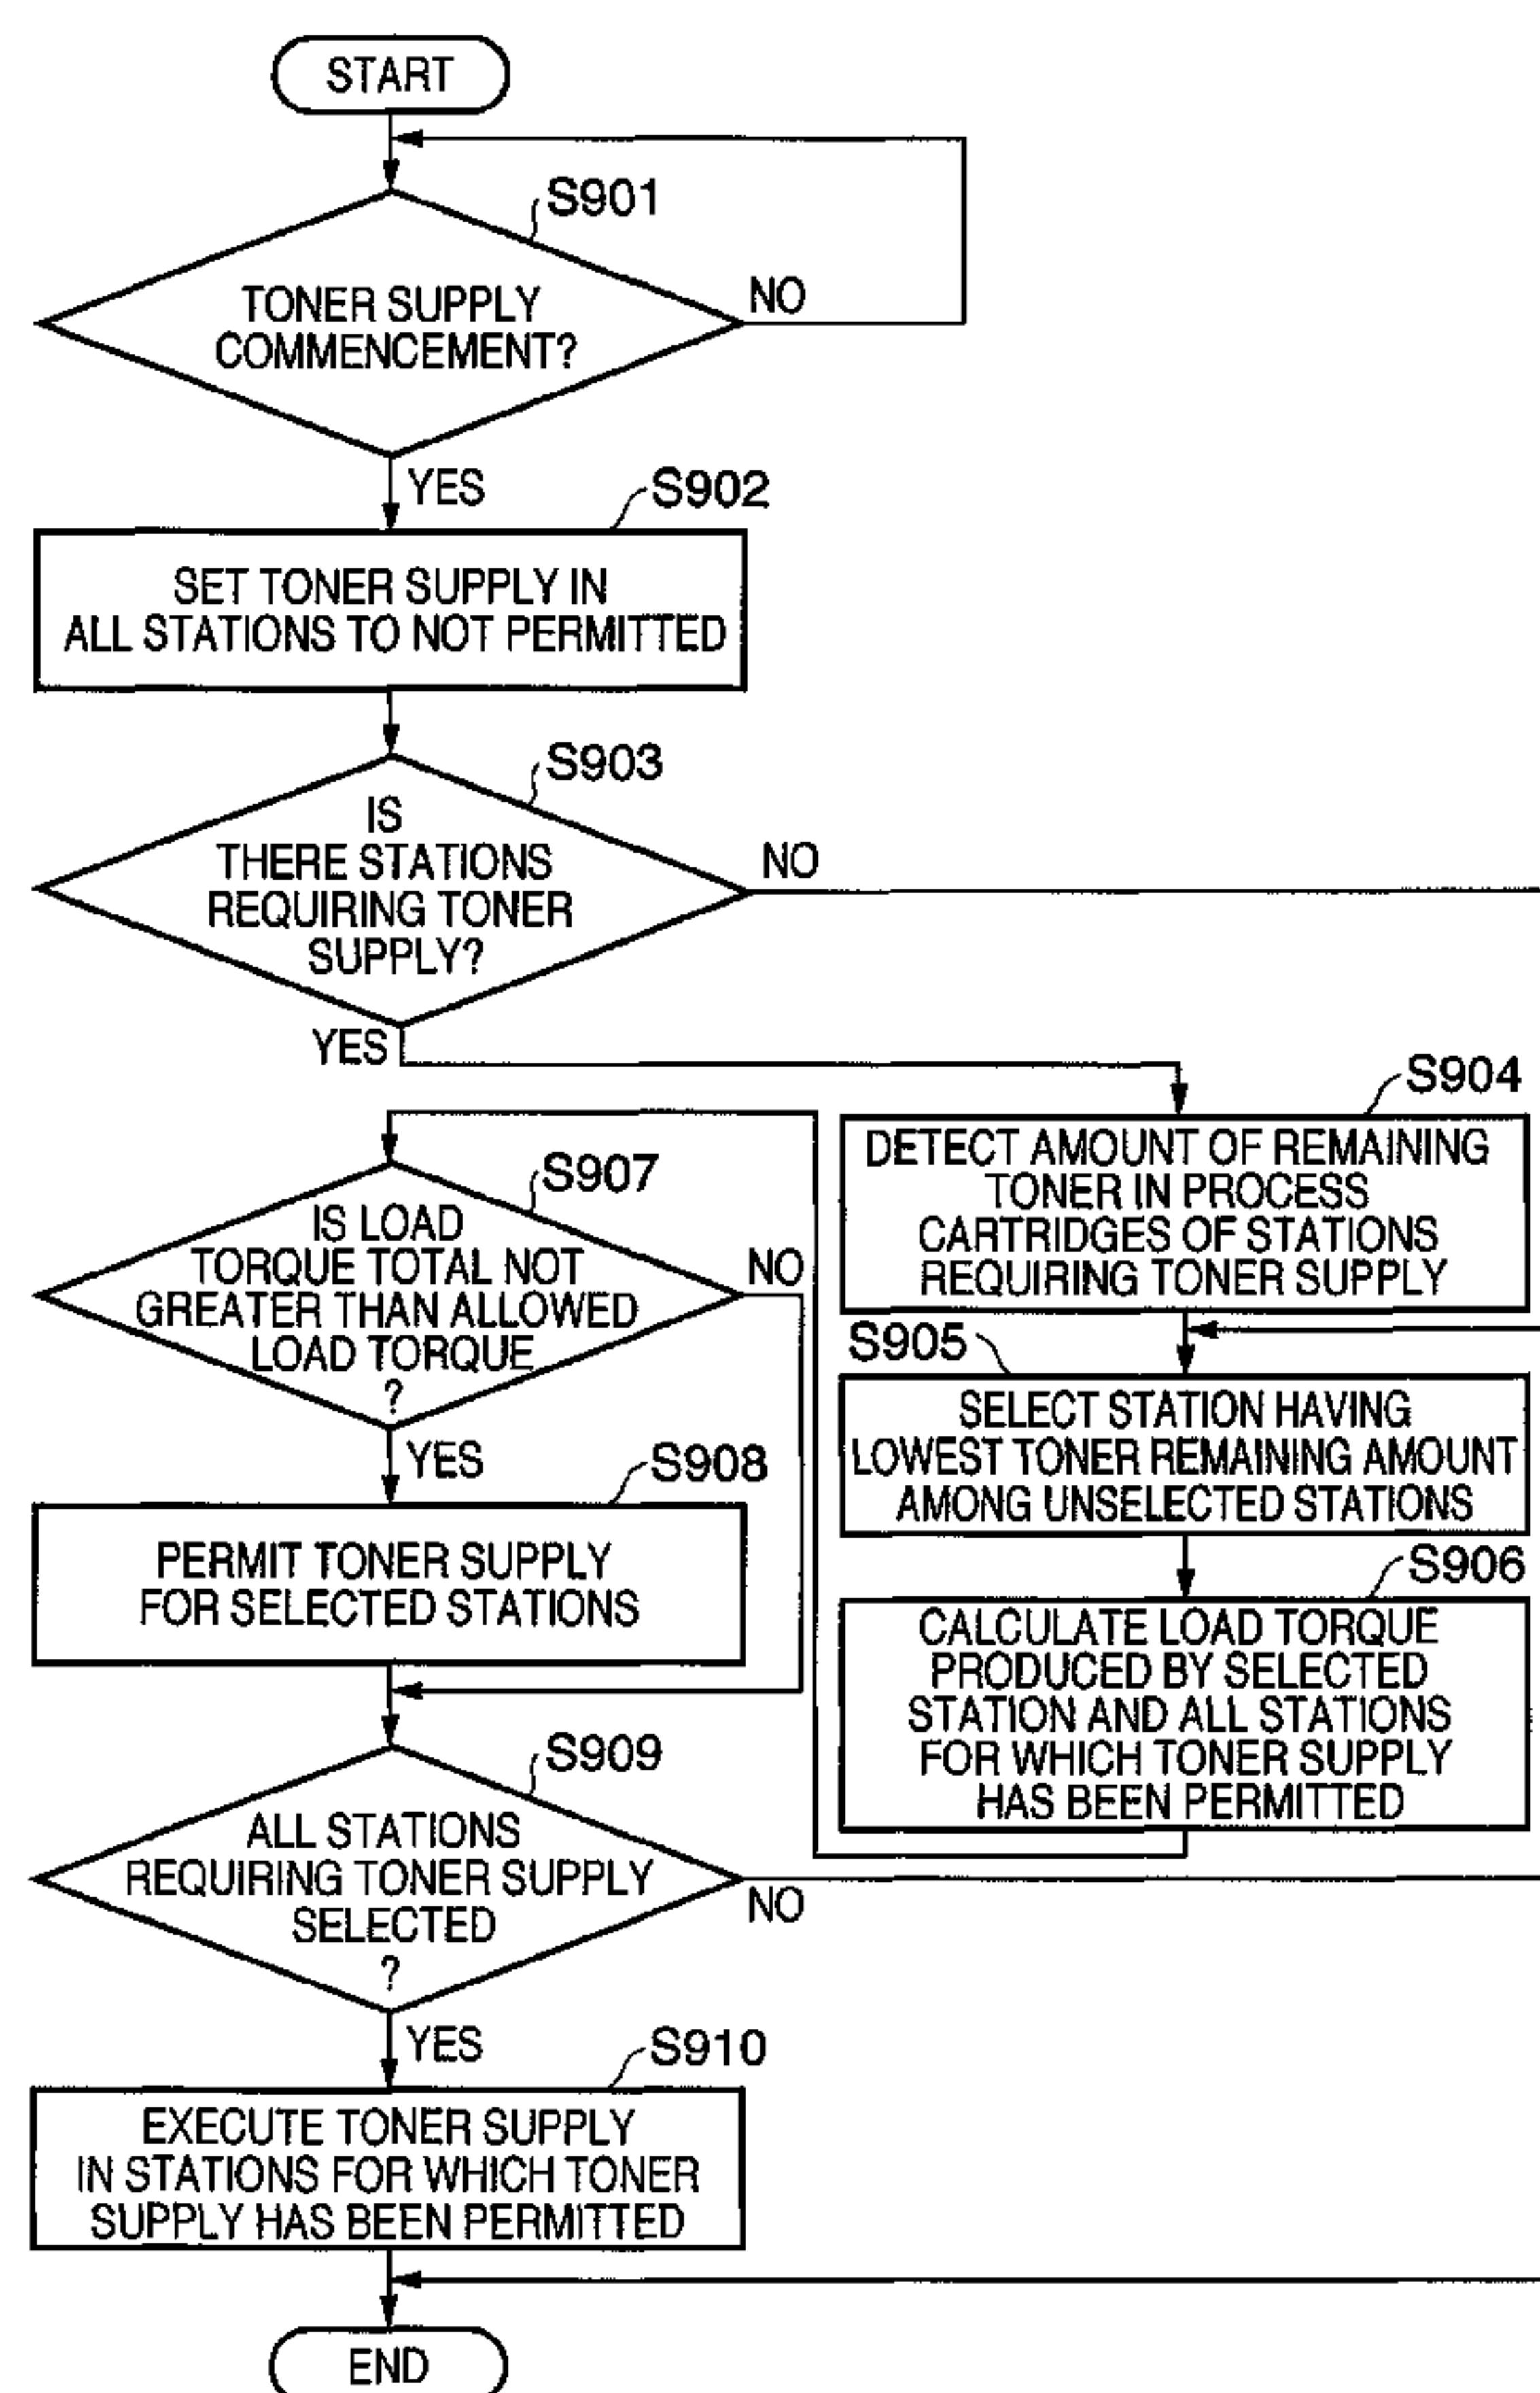 START
S901
TONER SUPPLY
COMMENCEMENT?
NO
YES
S902
SET TONER SUPPLY IN
ALL STATIONS TO NOT PERMITTED
S903
IS
THERE STATIONS
REQUIRING TONER
SUPPLY?
NO
YES
S904
DETECT AMOUNT OF REMAINING
TONER IN PROCESS
CARTRIDGES OF STATIONS
REQUIRING TONER SUPPLY
S905
SELECT STATION HAVING
LOWEST TONER REMAINING AMOUNT
AMONG UNSELECTED STATIONS
S906
CALCULATE LOAD TORQUE
PRODUCED BY SELECTED
STATION AND ALL STATIONS
FOR WHICH TONER SUPPLY
HAS BEEN PERMITTED
S907
IS LOAD
TORQUE TOTAL NOT
GREATER THAN ALLOWED
LOAD TORQUE
?
NO
YES
S908
PERMIT TONER SUPPLY
FOR SELECTED STATIONS
S909
ALL STATIONS
REQUIRING TONER SUPPLY
SELECTED
?
NO
YES
S910
EXECUTE TONER SUPPLY
IN STATIONS FOR WHICH TONER
SUPPLY HAS BEEN PERMITTED
END